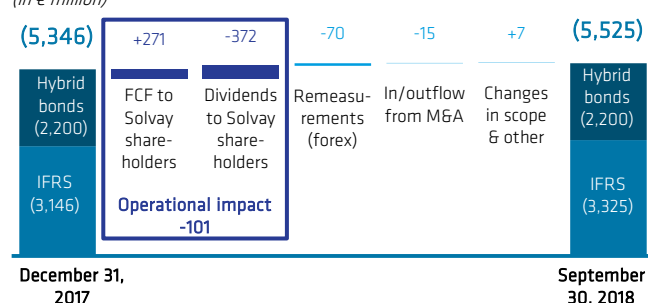 (in € million)
(5,346)
+271
-372
-70
-15
+7
(5,525)
Hybrid
bonds
(2,200)
IFRS
(3,146)
FCF to
Solvay
share-
holders
Dividends
to Solvay
share-
holders
Operational impact
-101
Remeasu-
rements
(forex)
In/outflow
from M&A
Changes
in scope
& other
Hybrid
bonds
(2,200)
IFRS
(3,325)
December 31,
2017
September
30, 2018